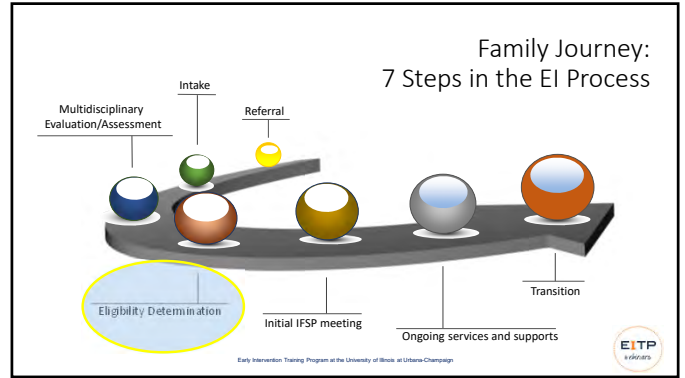 Family Journey:
7 Steps in the EI Process
Referral
Intake
Multidisciplinary
Evaluation/Assessment
Eligibility Determination
Initial IFSP meeting
Ongoing services and supports
Transition
Early Intervention Training Program at the University of Illinois at Urbana-Champaign
EITP
webinars